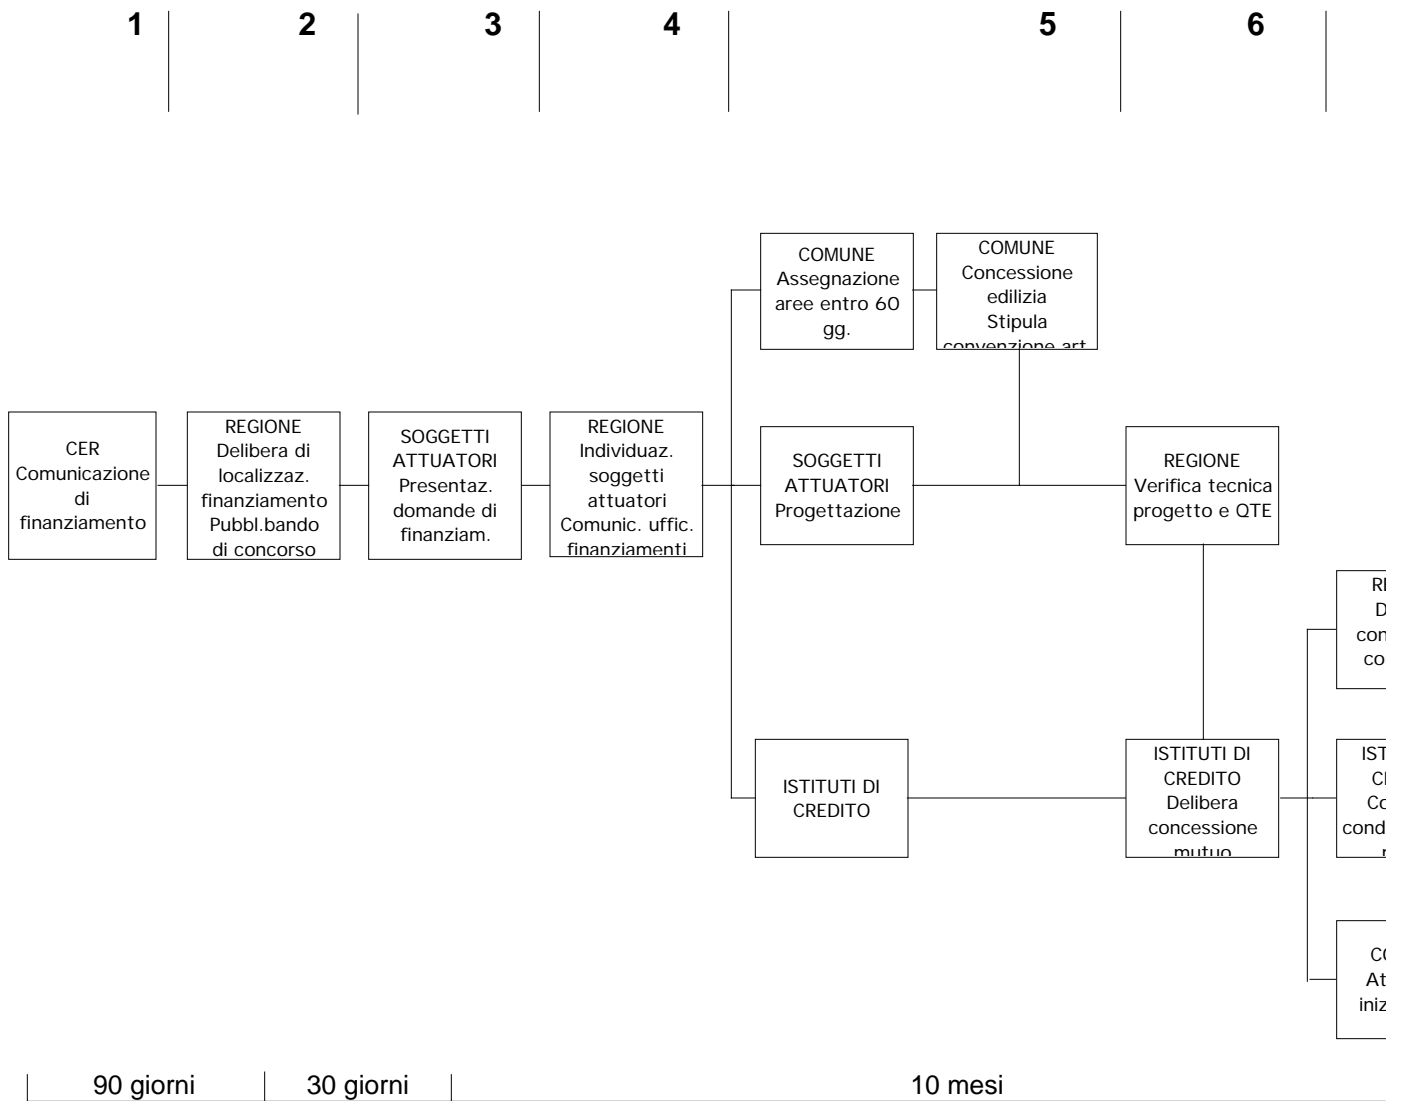 1 2 3 4 5 6
COMUNE
Assegnazione
aree entro 60
gg.
COMUNE
Concessione
edilizia
Stipula
convenzione art.
CER
Comunicazione
di
finanziamento
REGIONE
Delibera di
localizzaz.
finanziamento
Pubbl.bando
di concorso
SOGGETTI
ATTUATORI
Presentaz.
domande di
finanziam.
REGIONE
Individuaz.
soggetti
attuatori
Comunic. uffic.
finanziamenti
SOGGETTI
ATTUATORI
Progettazione
REGIONE
Verifica tecnica
progetto e QTE
ISTITUTI DI
CREDITO
ISTITUTI DI
CREDITO
Delibera
concessione
mutuo
90 giorni 30 giorni 10 mesi